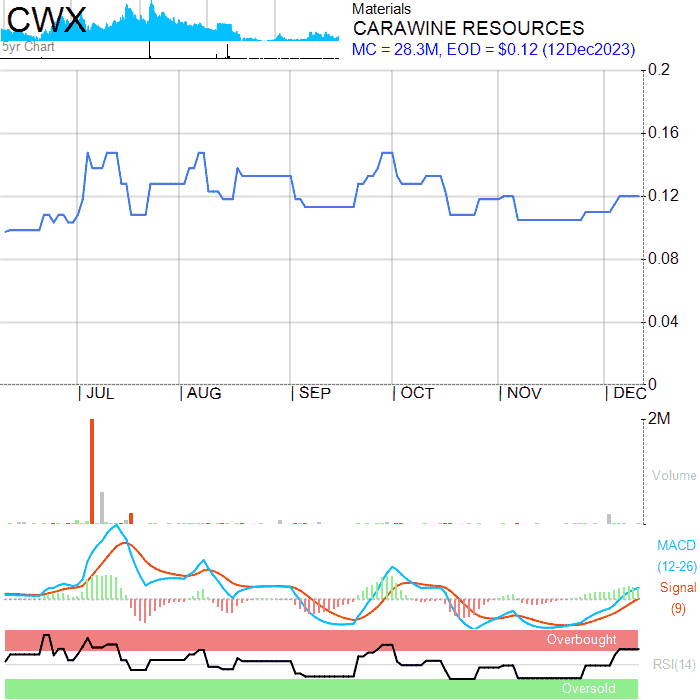 CWX
5yr Chart
Materials
CARAWINE RESOURCES
MC = 28.3M, EOD = $0.12 (12Dec2023)
0.2
0.16
0.12
0.08
0.04
0
| JUL | AUG | SEP | OCT | NOV | DEC
2M
Volume
MACD
(12-26)
Signal
(9)
Overbought
RSI(14)
Oversold